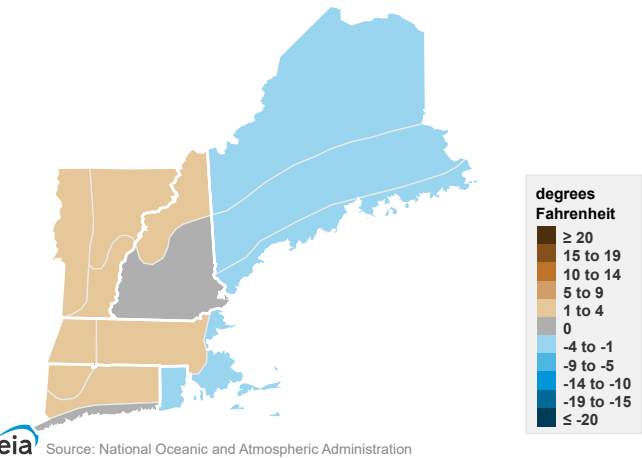 degrees
Fahrenheit
≥ 20
15 to 19
10 to 14
5 to 9
1 to 4
0
-4 to -1
-9 to -5
-14 to -10
-19 to -15
≤ -20
eia
Source: National Oceanic and Atmospheric Administration